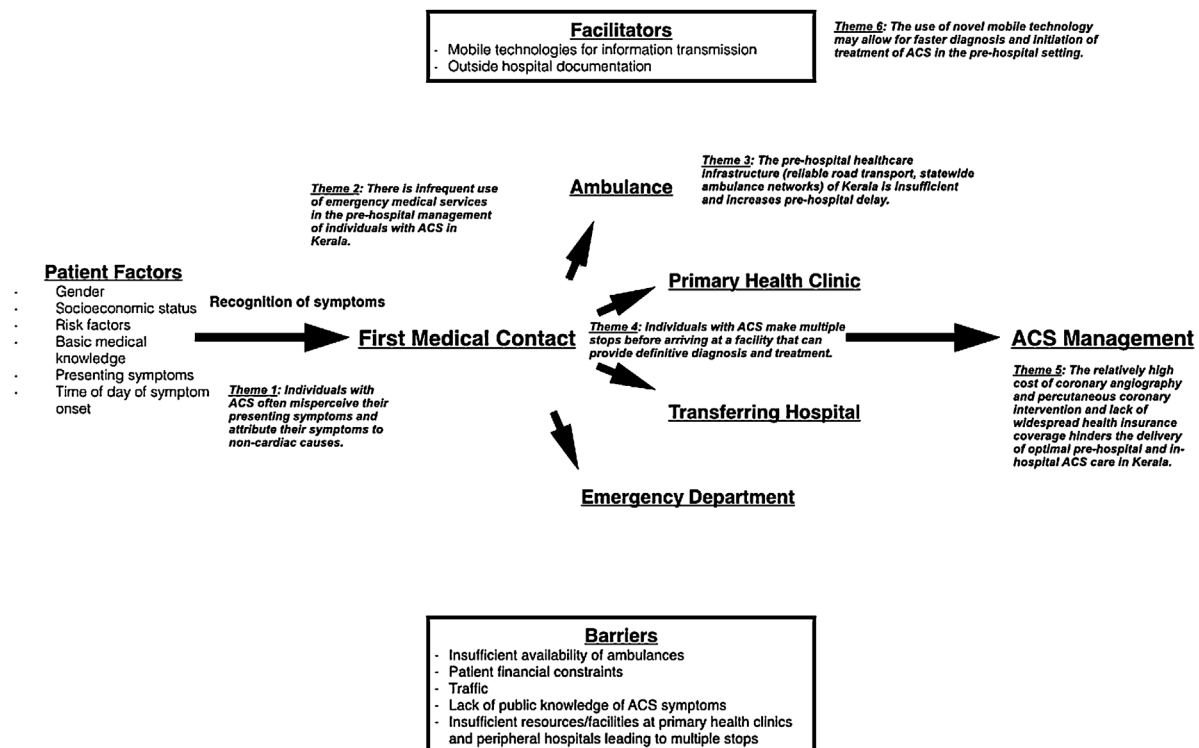 Facilitators
- Mobile technologies for information transmission
- Outside hospital documentation
Theme 6: The use of novel mobile technology
may allow for faster diagnosis and initiation of
treatment of ACS in the pre-hospital setting.
Theme 2: There is infrequent use
of emergency medical services
in the pre-hospital management
of individuals with ACS in
Kerala.
Ambulance
Theme 3: The pre-hospital healthcare
infrastructure (reliable road transport, statewide
ambulance networks) of Kerala is insufficient
and increases pre-hospital delay.
Patient Factors
- Gender
- Socioeconomic status
- Risk factors
- Basic medical
knowledge
- Presenting symptoms
- Time of day of symptom
onset
Recognition of symptoms
Theme 1: Individuals with
ACS often misperceive their
presenting symptoms and
attribute their symptoms to
non-cardiac causes.
First Medical Contact
Primary Health Clinic
Theme 4: Individuals with ACS make multiple
stops before arriving at a facility that can
provide definitive diagnosis and treatment.
Transferring Hospital
Emergency Department
ACS Management
Theme 5: The relatively high
cost of coronary angiography
and percutaneous coronary
intervention and lack of
widespread health insurance
coverage hinders the delivery
of optimal pre-hospital and in-
hospital ACS care in Kerala.
Barriers
- Insufficient availability of ambulances
- Patient financial constraints
- Traffic
- Lack of public knowledge of ACS symptoms
- Insufficient resources/facilities at primary health clinics
and peripheral hospitals leading to multiple stops